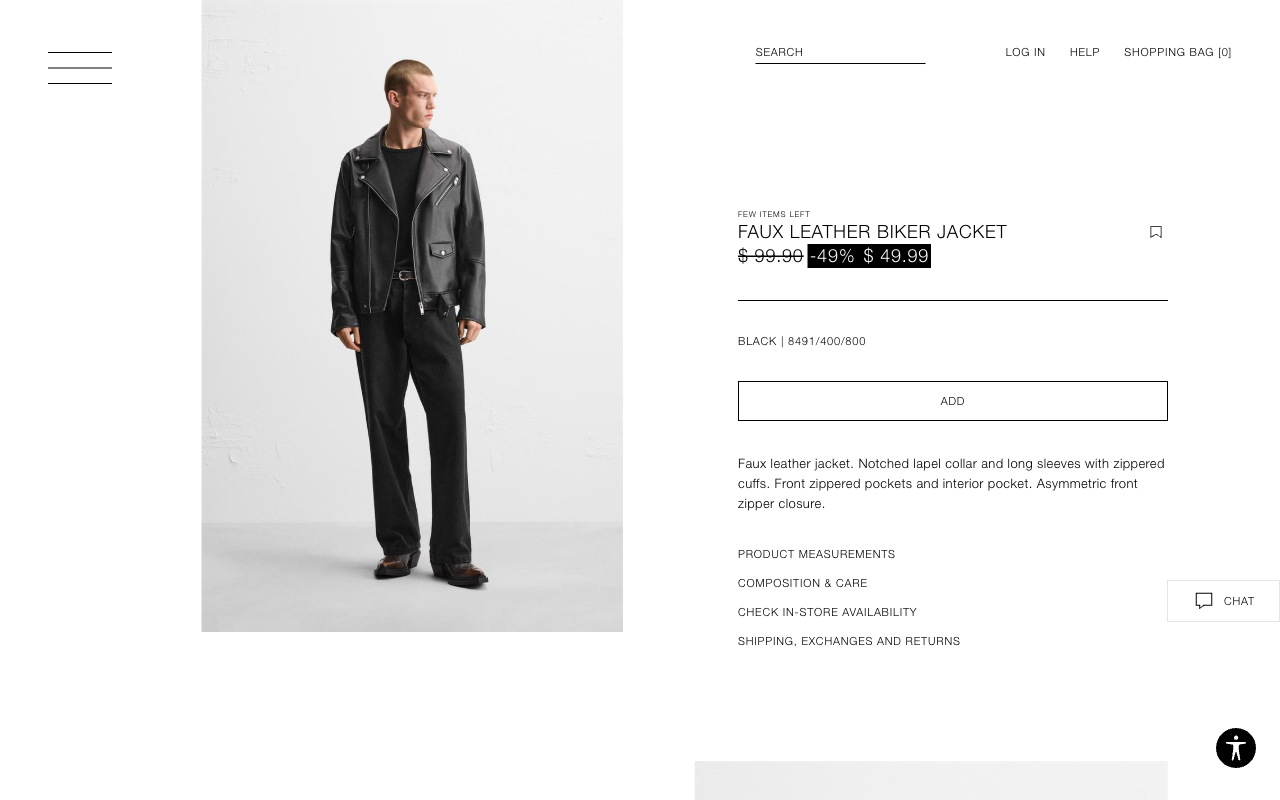 SEARCH
LOG IN
HELP
SHOPPING BAG [0]
FEW ITEMS LEFT
FAUX LEATHER BIKER JACKET
$ 99.90 -49% $ 49.99
BLACK | 8491/400/800
ADD
Faux leather jacket. Notched lapel collar and long sleeves with zippered
cuffs. Front zippered pockets and interior pocket. Asymmetric front
zipper closure.
PRODUCT MEASUREMENTS
COMPOSITION & CARE
CHECK IN-STORE AVAILABILITY
SHIPPING, EXCHANGES AND RETURNS
CHAT